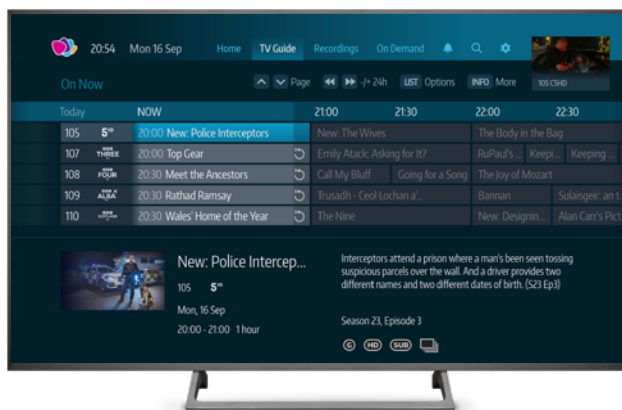 20:54 Mon 16 Sep Home TV Guide Recordings On Demand
On Now Page -/+ 24h LIST Options INFO More 105 C5HD
Today NOW 21:00 21:30 22:00 22:30
105 5HD 20:00 New: Police Interceptors New: The Wives The Body in the Bag
107 BBC THREE 20:00 Top Gear Emily Atack: Asking for It? RuPaul's ... Keepi... Keeping
108 BBC FOUR 20:30 Meet the Ancestors Call My Bluff Going for a Song The Joy of Mozart
109 BBC ALBA 20:30 Rathad Ramsay Trusadh - Ceol Lochan a'... Bannan Sulaisgeir: an t
110 20:30 Wales' Home of the Year The Nine New: Designin... Alan Carr's Pict
New: Police Intercep...
105 5HD
Mon, 16 Sep
20:00 - 21:00 1 hour
Interceptors attend a prison where a man's been seen tossing
suspicious parcels over the wall. And a driver provides two
different names and two different dates of birth. (S23 Ep3)
Season 23, Episode 3
G HD SUB